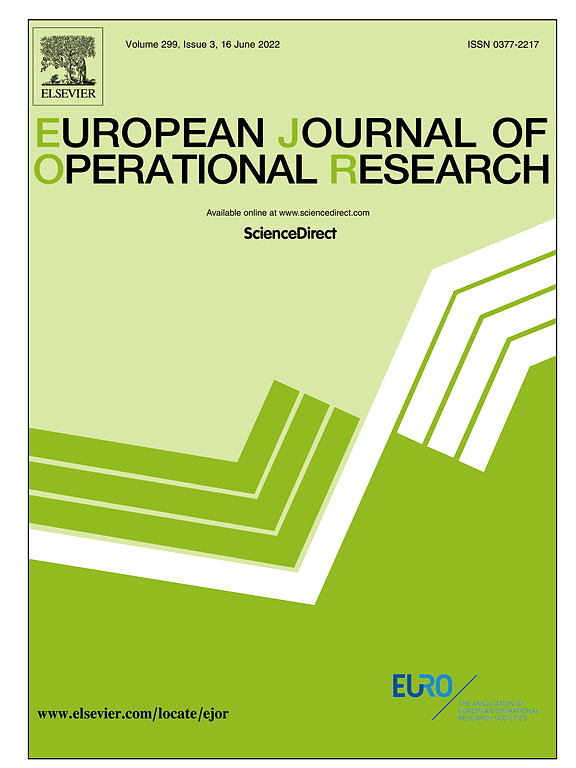 Volume 299, Issue 3, 16 June 2022
ISSN 0377-2217
ELSEVIER
EUROPEAN JOURNAL OF
OPERATIONAL RESEARCH
Available online at www.sciencedirect.com
ScienceDirect
EURO
THE ASSOCIATION OF
EUROPEAN OPERATIONAL
RESEARCH SOCIETIES
www.elsevier.com/locate/ejor